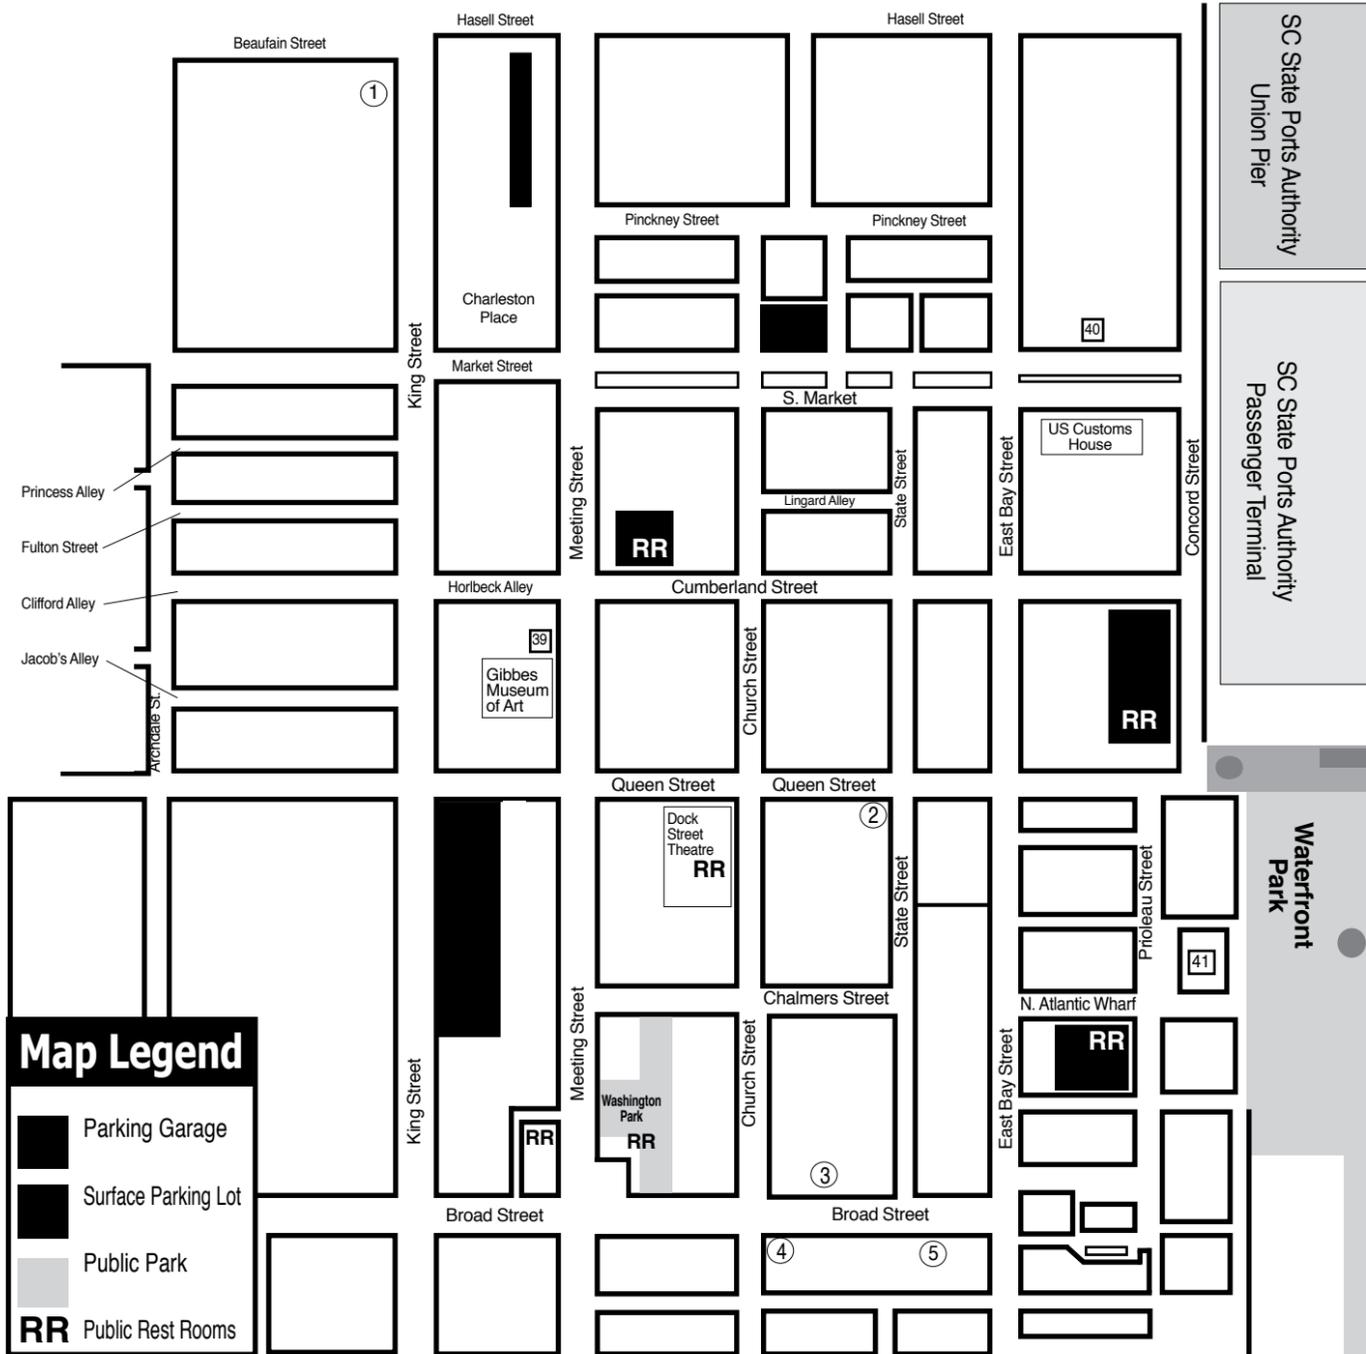 Hasell Street
Hasell Street
Beaufain Street
1
SC State Ports Authority
Union Pier
Pinckney Street
Pinckney Street
Charleston
Place
40
King Street
Market Street
S. Market
SC State Ports Authority
Passenger Terminal
US Customs
House
Princess Alley
Meeting Street
Lingard Alley
State Street
East Bay Street
Concord Street
Fulton Street
RR
Horlbeck Alley
Cumberland Street
Clifford Alley
39
Jacob's Alley
Gibbes
Museum
of Art
Church Street
RR
Archdale St.
Queen Street
Queen Street
Dock
Street
Theatre
RR
2
State Street
Prioleau Street
Waterfront
Park
41
Chalmers Street
N. Atlantic Wharf
Map Legend
King Street
Meeting Street
Church Street
East Bay Street
RR
Washington
Park
RR
RR
Parking Garage
3
Surface Parking Lot
Broad Street
Broad Street
4
5
Public Park
RR Public Rest Rooms